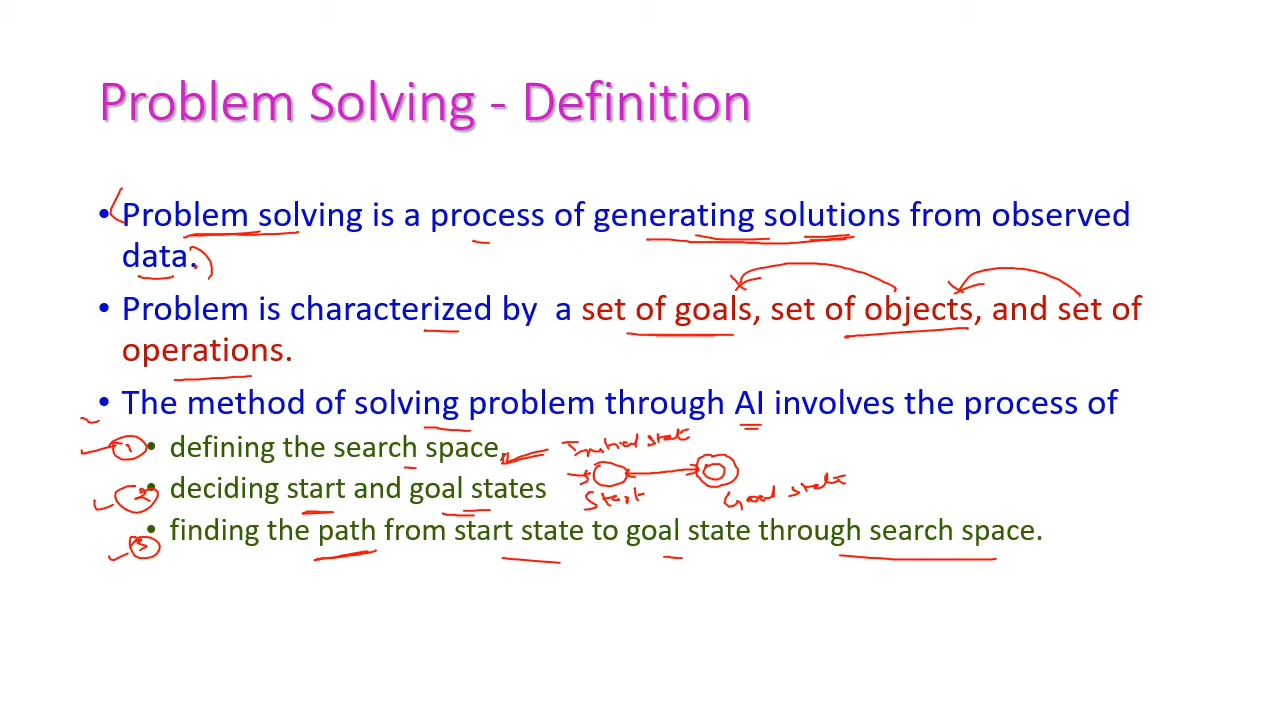 Problem Solving - Definition
• Problem solving is a process of generating solutions from observed
data.
• Problem is characterized by a set of goals, set of objects, and set of
operations.
• The method of solving problem through AI involves the process of
1 • defining the search space,
Initial state
2 • deciding start and goal states
Start
Goal state
3 • finding the path from start state to goal state through search space.